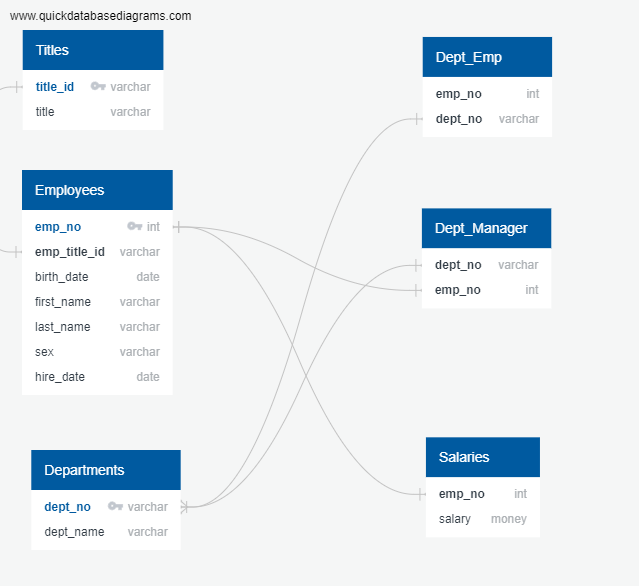 www.quickdatabasediagrams.com
Titles
title_id varchar
title varchar
Employees
emp_no int
emp_title_id varchar
birth_date date
first_name varchar
last_name varchar
sex varchar
hire_date date
Departments
dept_no varchar
dept_name varchar
Dept_Emp
emp_no int
dept_no varchar
Dept_Manager
dept_no varchar
emp_no int
Salaries
emp_no int
salary money